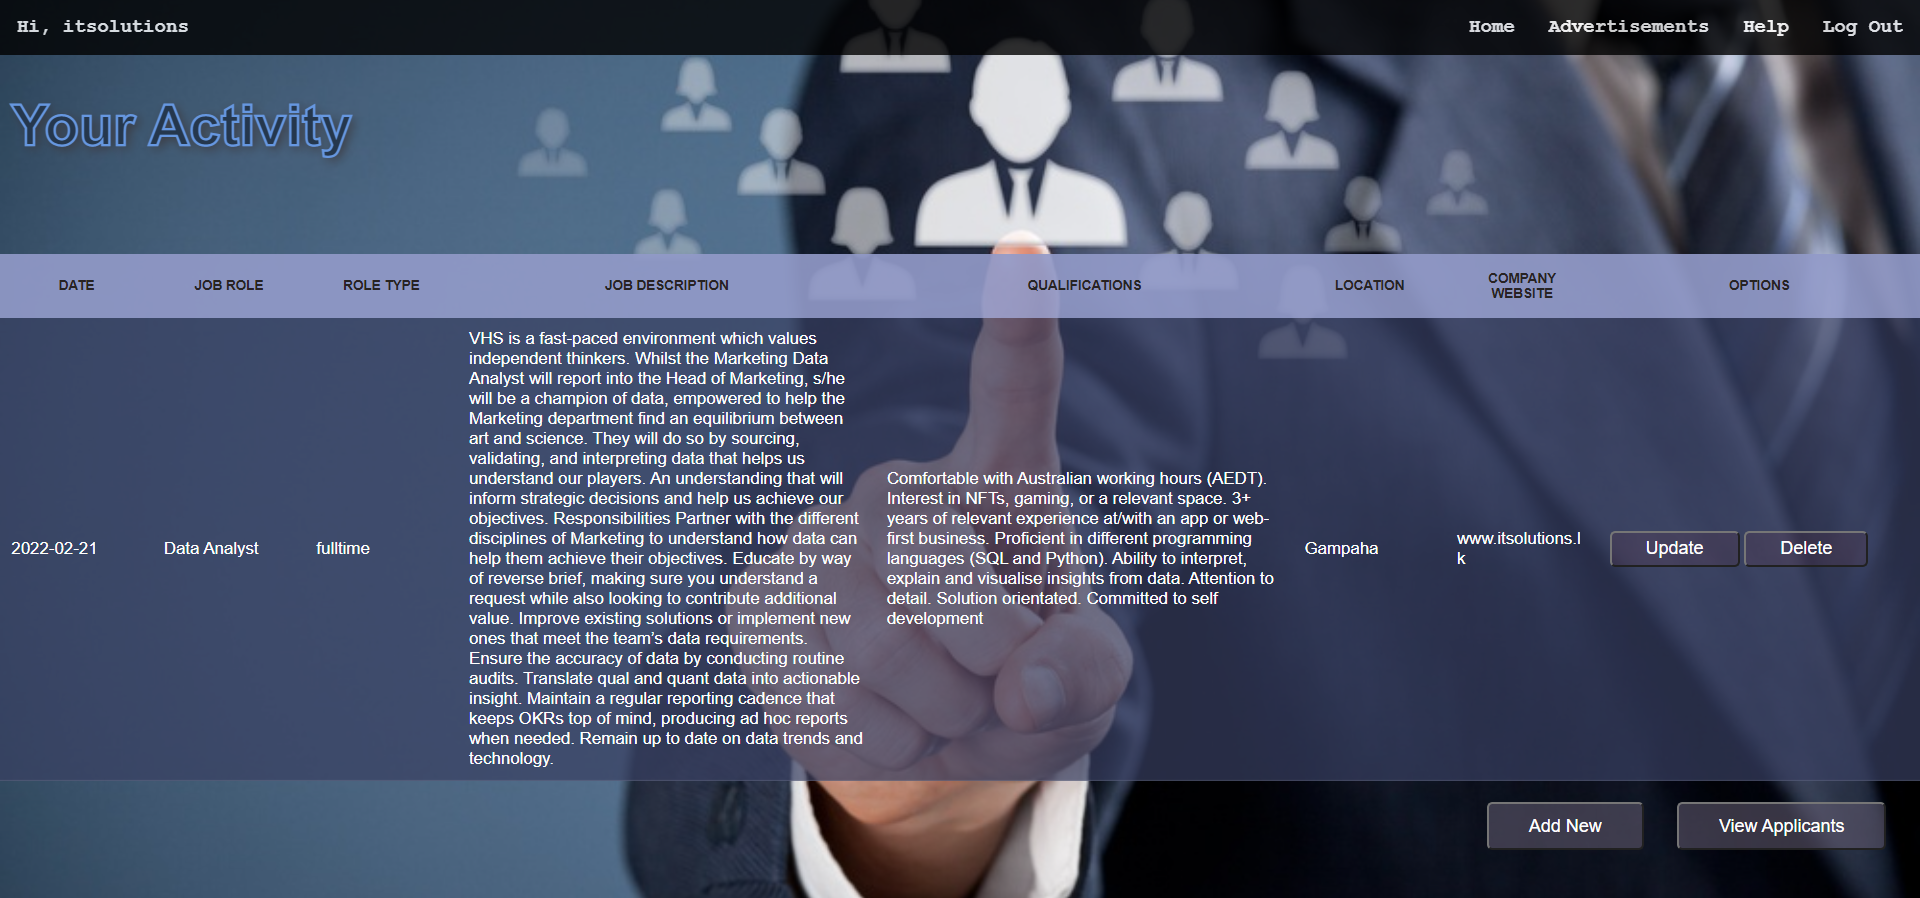 Hi, itsolutions
Home Advertisements Help Log Out
Your Activity
DATE JOB ROLE ROLE TYPE JOB DESCRIPTION QUALIFICATIONS LOCATION COMPANY WEBSITE OPTIONS
2022-02-21
Data Analyst
fulltime
VHS is a fast-paced environment which values
independent thinkers. Whilst the Marketing Data
Analyst will report into the Head of Marketing, s/he
will be a champion of data, empowered to help the
Marketing department find an equilibrium between
art and science. They will do so by sourcing,
validating, and interpreting data that helps us
understand our players. An understanding that will
inform strategic decisions and help us achieve our
objectives. Responsibilities Partner with the different
disciplines of Marketing to understand how data can
help them achieve their objectives. Educate by way
of reverse brief, making sure you understand a
request while also looking to contribute additional
value. Improve existing solutions or implement new
ones that meet the team’s data requirements.
Ensure the accuracy of data by conducting routine
audits. Translate qual and quant data into actionable
insight. Maintain a regular reporting cadence that
keeps OKRs top of mind, producing ad hoc reports
when needed. Remain up to date on data trends and
technology.
Comfortable with Australian working hours (AEDT).
Interest in NFTs, gaming, or a relevant space. 3+
years of relevant experience at/with an app or web-
first business. Proficient in different programming
languages (SQL and Python). Ability to interpret,
explain and visualise insights from data. Attention to
detail. Solution orientated. Committed to self
development
Gampaha
www.itsolutions.l
k
Update Delete
Add New View Applicants